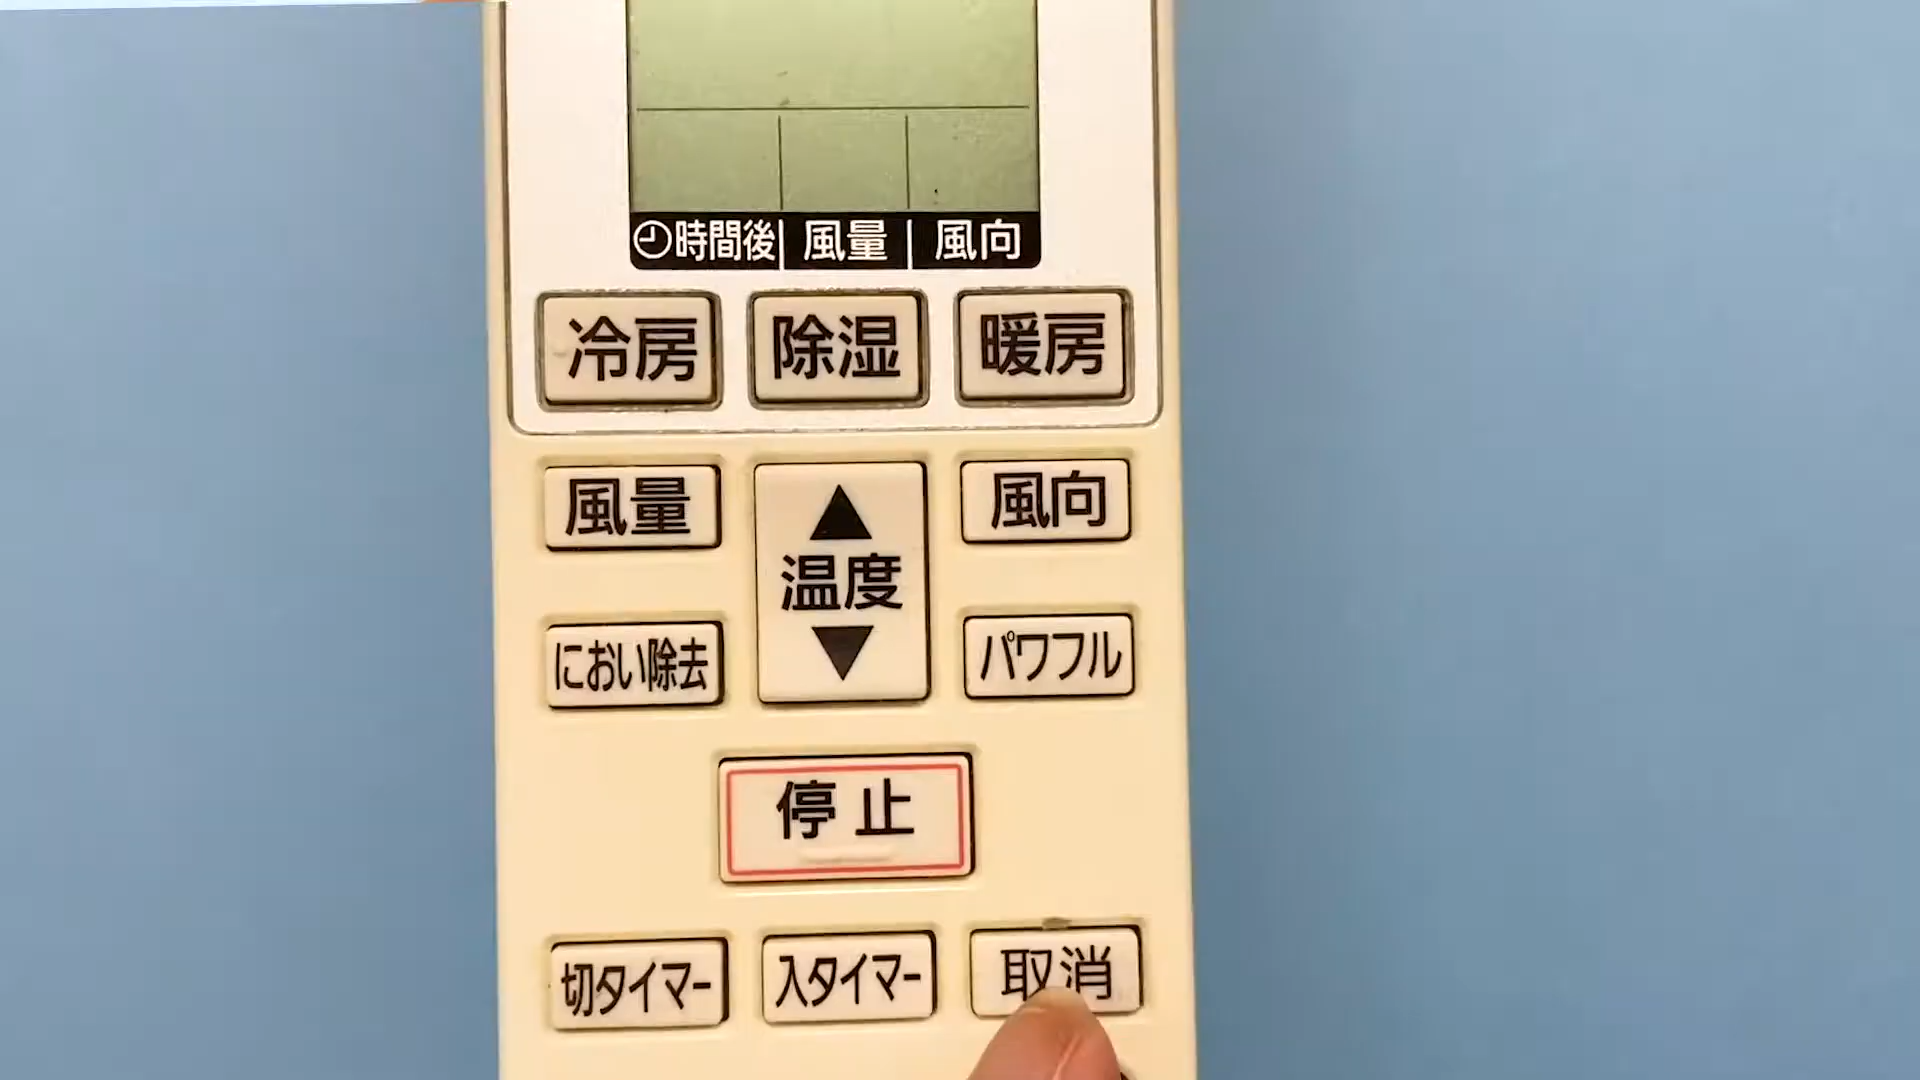 時間後 風量 風向
冷房 除湿 暖房
風量 ▲ 温度 ▼ 風向
におい除去 パワフル
停止
切タイマー 入タイマー 取消